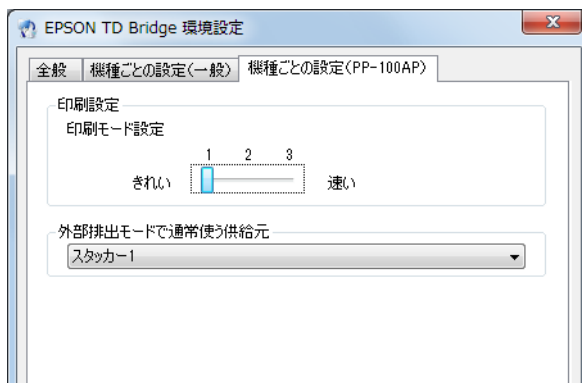 EPSON TD Bridge 環境設定
全般 機種ごとの設定(一般) 機種ごとの設定(PP-100AP)
印刷設定
印刷モード設定
1 2 3
きれい 速い
外部排出モードで通常使う供給元
スタッカー1